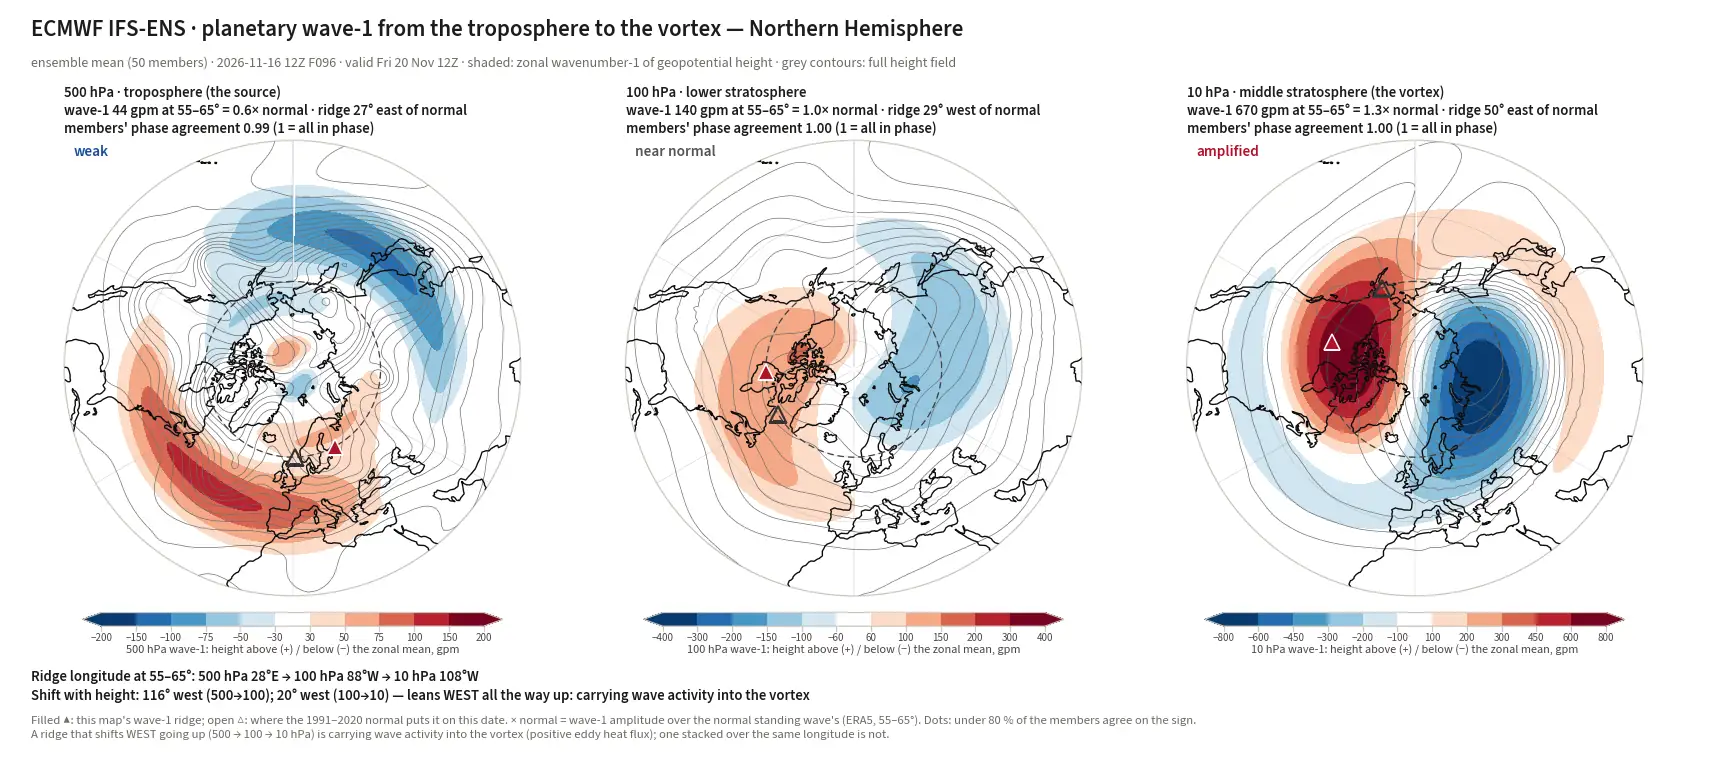 ECMWF IFS-ENS · planetary wave-1 from the troposphere to the vortex — Northern Hemisphere
ensemble mean (50 members) · 2026-11-16 12Z F096 · valid Fri 20 Nov 12Z · shaded: zonal wavenumber-1 of geopotential height · grey contours: full height field
500 hPa · troposphere (the source)
wave-1 44 gpm at 55–65° = 0.6× normal · ridge 27° east of normal
members' phase agreement 0.99 (1 = all in phase)
weak
100 hPa · lower stratosphere
wave-1 140 gpm at 55–65° = 1.0× normal · ridge 29° west of normal
members' phase agreement 1.00 (1 = all in phase)
near normal
10 hPa · middle stratosphere (the vortex)
wave-1 670 gpm at 55–65° = 1.3× normal · ridge 50° east of normal
members' phase agreement 1.00 (1 = all in phase)
amplified
−200 −150 −100 −75 −50 −30 30 50 75 100 150 200
500 hPa wave-1: height above (+) / below (−) the zonal mean, gpm
−400 −300 −200 −150 −100 −60 60 100 150 200 300 400
100 hPa wave-1: height above (+) / below (−) the zonal mean, gpm
−800 −600 −450 −300 −200 −100 100 200 300 450 600 800
10 hPa wave-1: height above (+) / below (−) the zonal mean, gpm
Ridge longitude at 55–65°: 500 hPa 28°E → 100 hPa 88°W → 10 hPa 108°W
Shift with height: 116° west (500→100); 20° west (100→10) — leans WEST all the way up: carrying wave activity into the vortex
Filled ▲: this map's wave-1 ridge; open △: where the 1991–2020 normal puts it on this date. × normal = wave-1 amplitude over the normal standing wave's (ERA5, 55–65°). Dots: under 80 % of the members agree on the sign.
A ridge that shifts WEST going up (500 → 100 → 10 hPa) is carrying wave activity into the vortex (positive eddy heat flux); one stacked over the same longitude is not.